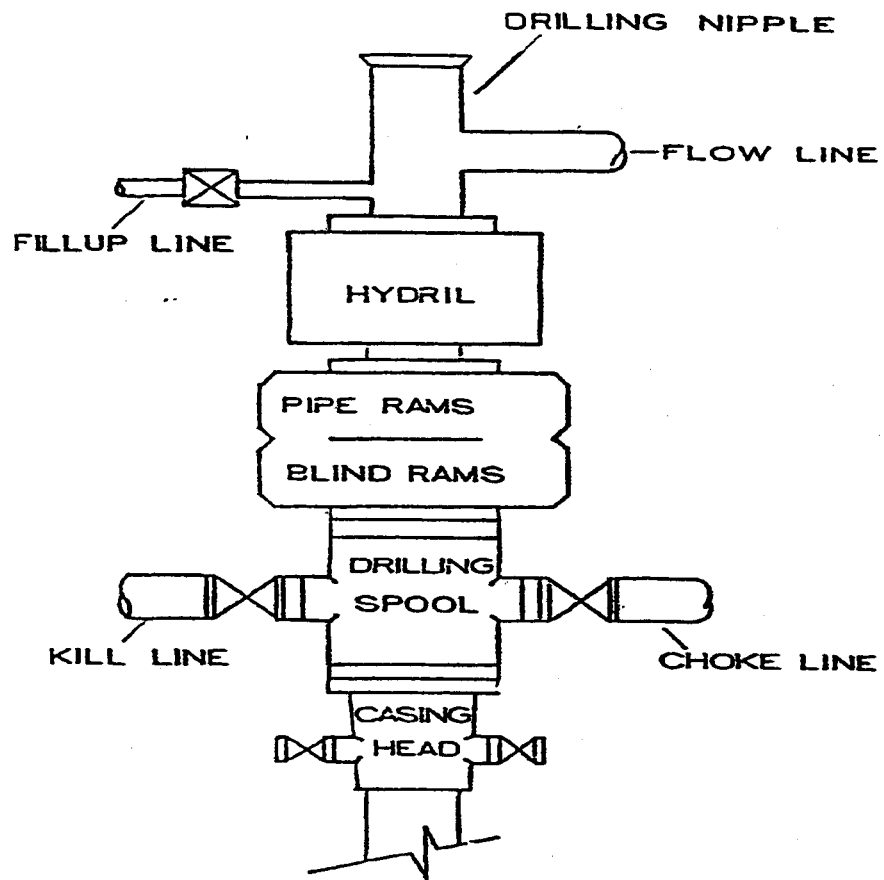 DRILLING NIPPLE
FLOW LINE
FILLUP LINE
HYDRIL
PIPE RAMS
BLIND RAMS
DRILLING
SPOOL
KILL LINE
CHOKE LINE
CASING
HEAD